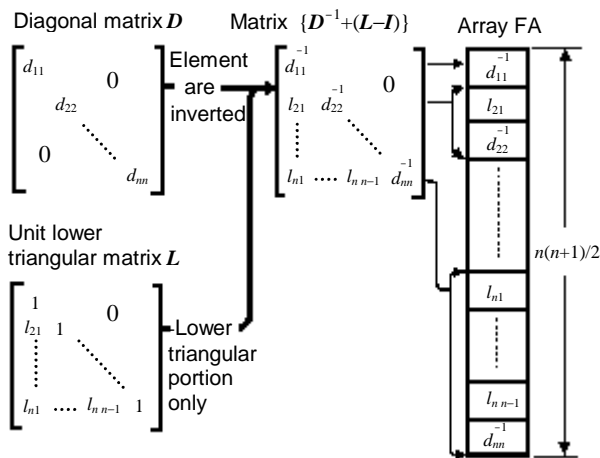 Diagonal matrix D
Matrix {D⁻¹+(L–I)}
Array FA
d₁₁ 0
d₂₂
0
dₙₙ
Element
are
inverted
d₁₁⁻¹ 0
l₂₁ d₂₂⁻¹
lₙ₁ .... lₙ ₙ₋₁ dₙₙ⁻¹
d₁₁⁻¹
l₂₁
d₂₂⁻¹
lₙ₁
lₙ ₙ₋₁
dₙₙ⁻¹
n(n+1)/2
Unit lower
triangular matrix L
1 0
l₂₁ 1
lₙ₁ .... lₙ ₙ₋₁ 1
Lower
triangular
portion
only